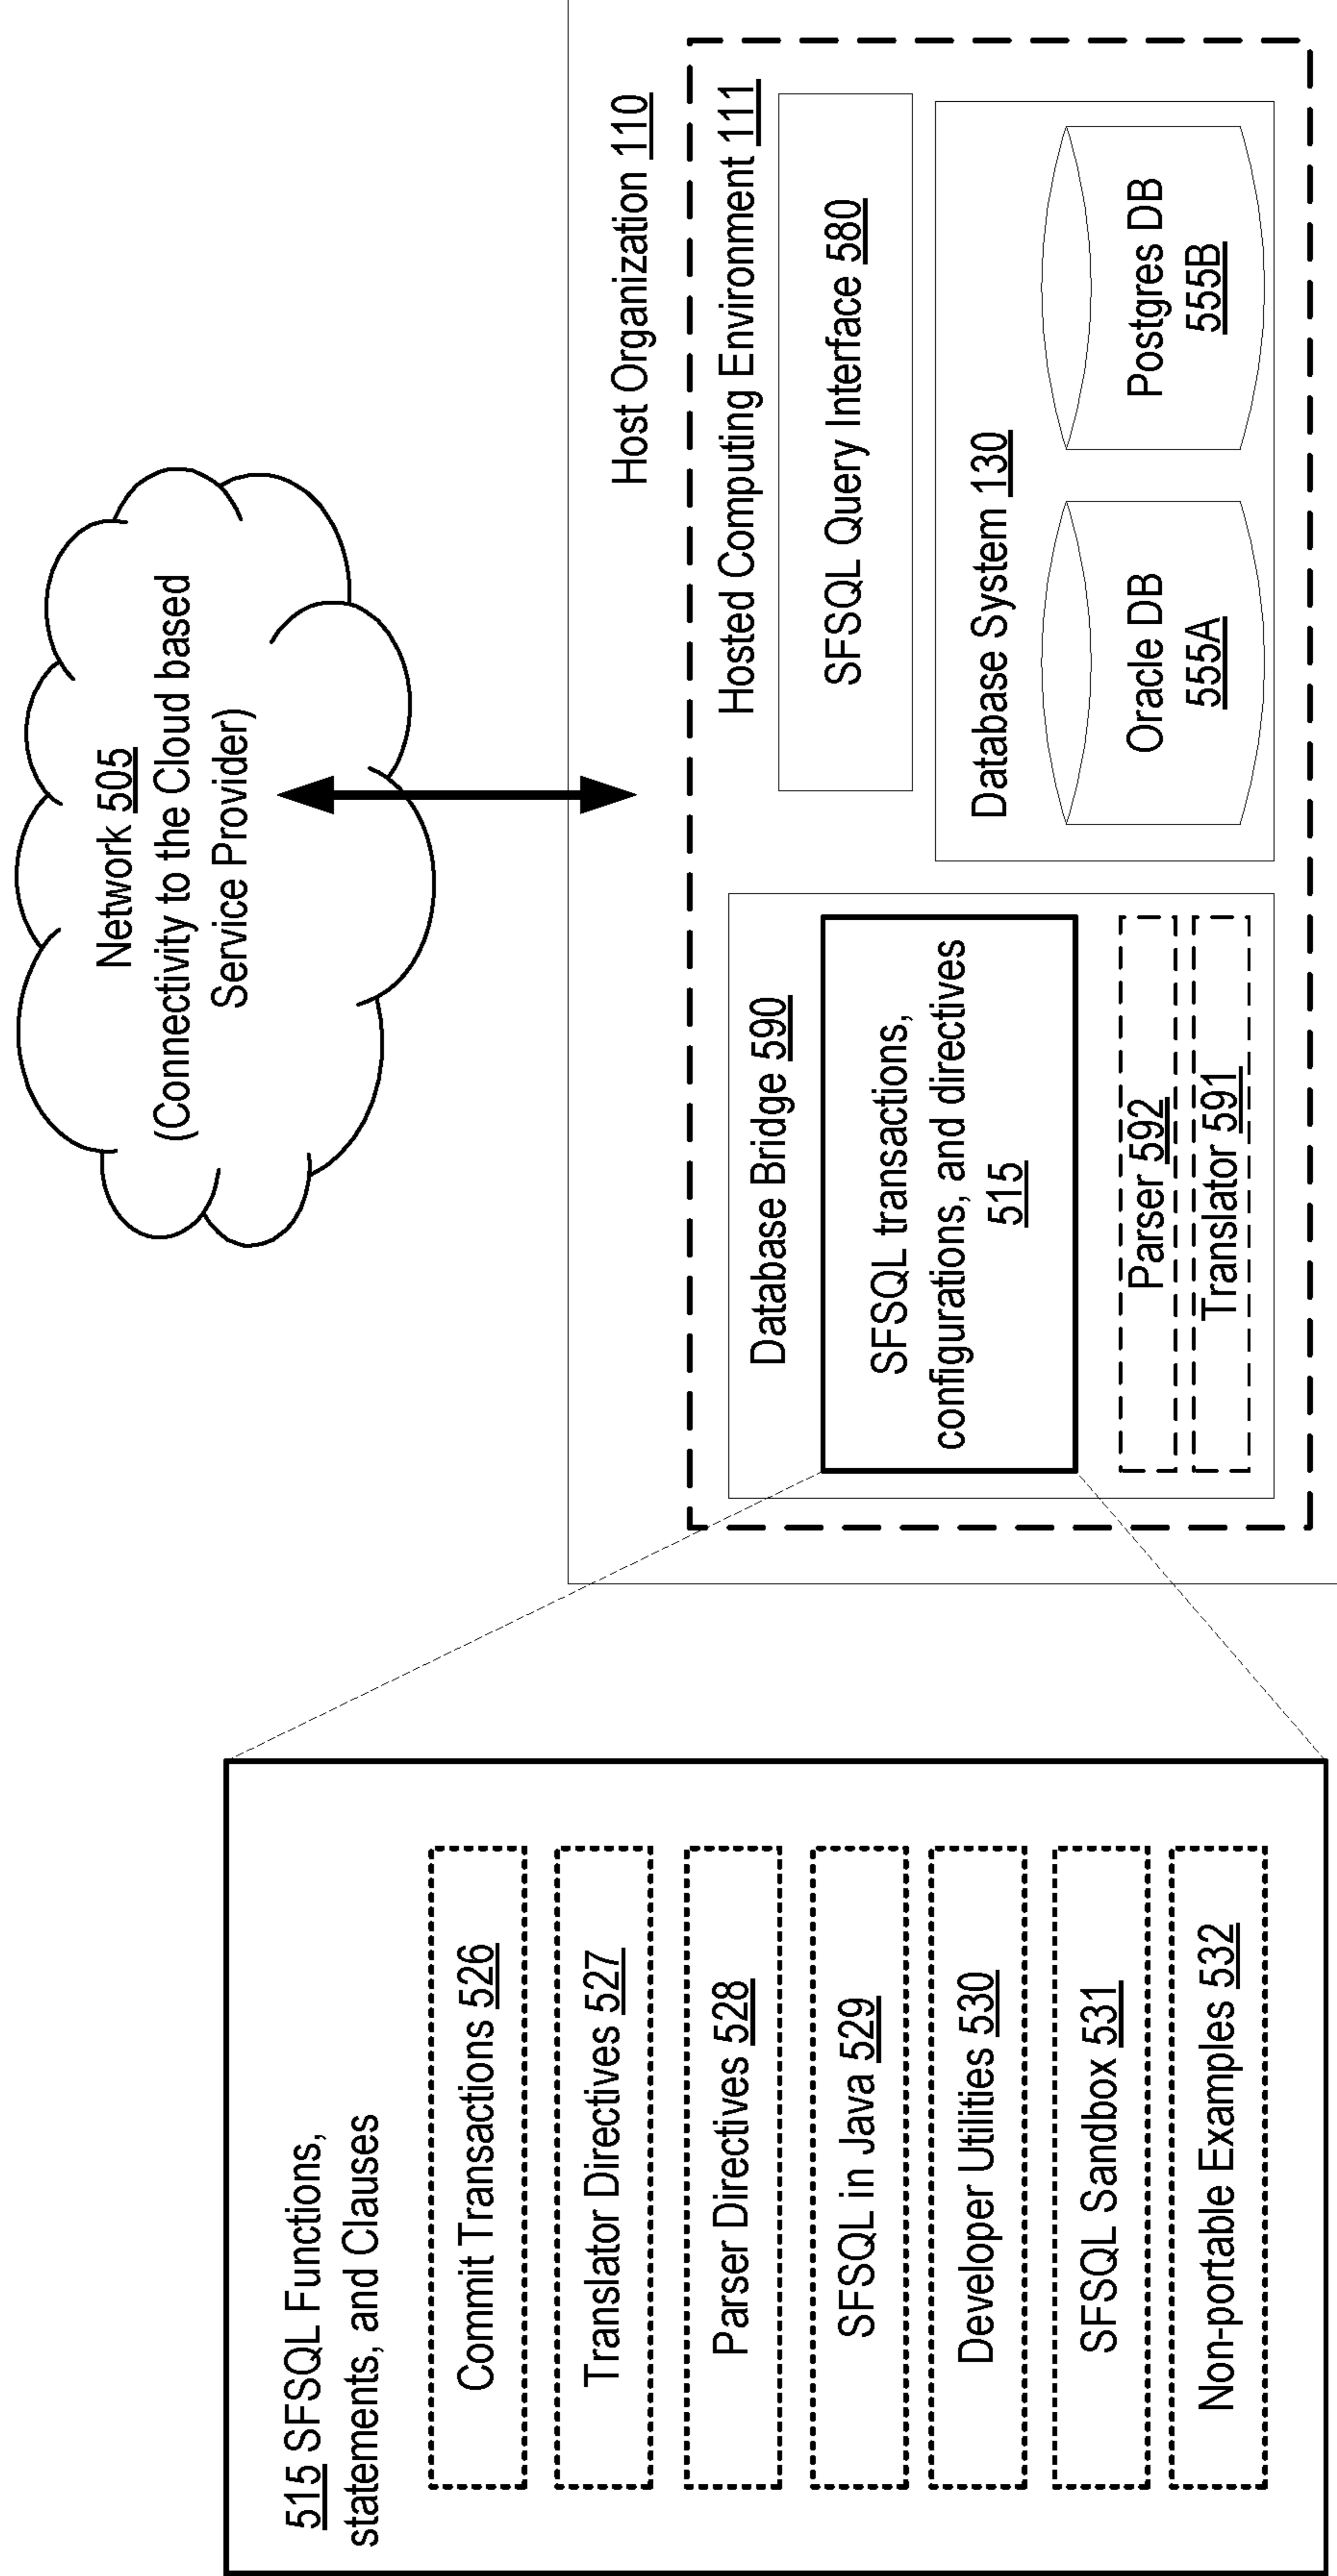 Network 505
(Connectivity to the Cloud based
Service Provider)
515 SFSQL Functions,
statements, and Clauses
Commit Transactions 526
Translator Directives 527
Parser Directives 528
SFSQL in Java 529
Developer Utilities 530
SFSQL Sandbox 531
Non-portable Examples 532
Host Organization 110
Hosted Computing Environment 111
Database Bridge 590
SFSQL transactions,
configurations, and directives
515
Parser 592
Translator 591
SFSQL Query Interface 580
Database System 130
Oracle DB
555A
Postgres DB
555B